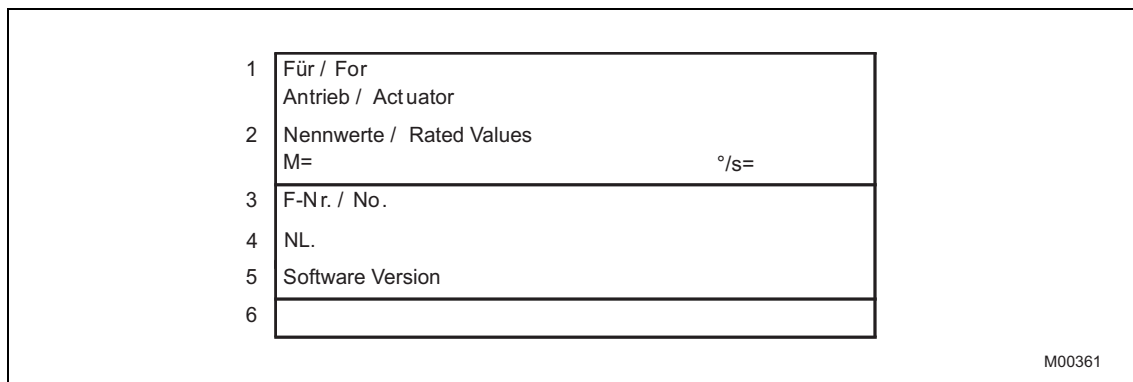 1 Für / For
Antrieb / Actuator
2 Nennwerte / Rated Values
M= °/s=
3 F-Nr. / No.
4 NL.
5 Software Version
6
M00361